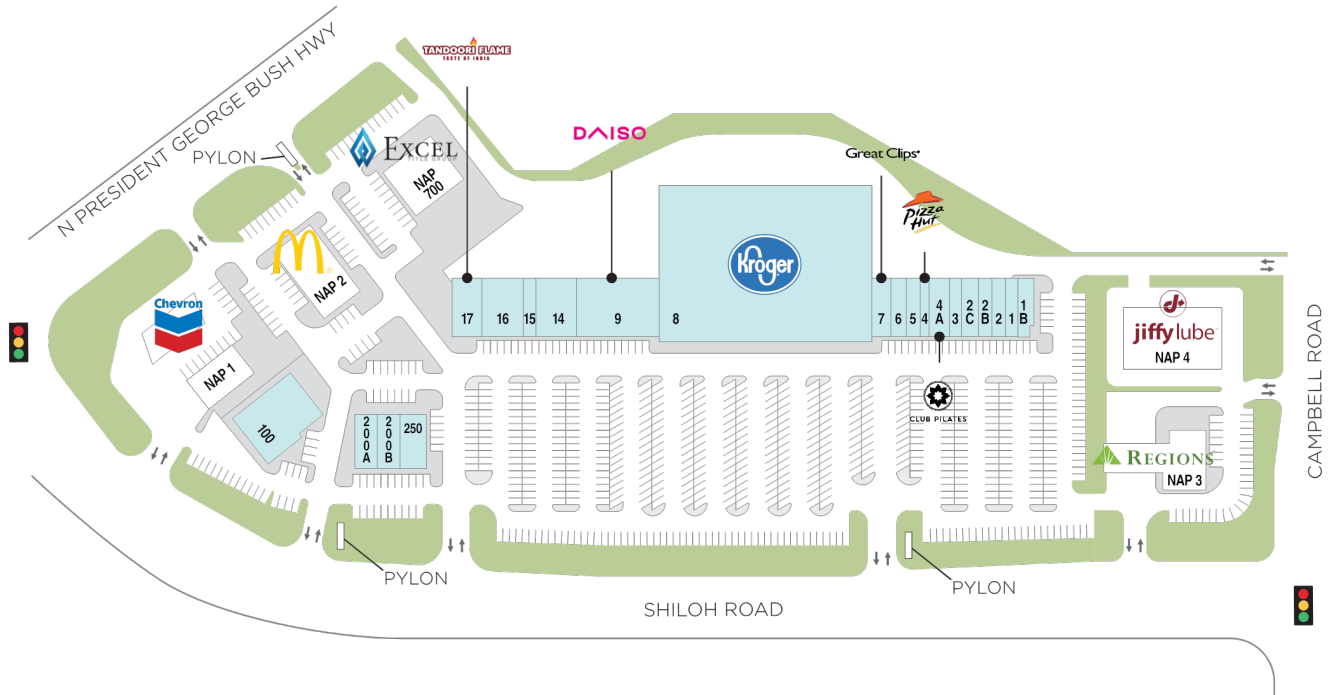 N PRESIDENT GEORGE BUSH HWY
TANDOORI FLAME
TASTE OF INDIA
DAISO
PYLON
EXCEL
TITLE GROUP
Great Clips
NAP
700
Pizza
Hut
NAP 2
Kroger
Chevron
17
16
15
14
9
8
7
6
5
4
4A
3
2C
2B
2
1
1B
jiffylube
NAP 4
NAP 1
100
200A
200B
250
CLUB PILATES
CAMPBELL ROAD
REGIONS
NAP 3
PYLON
PYLON
SHILOH ROAD